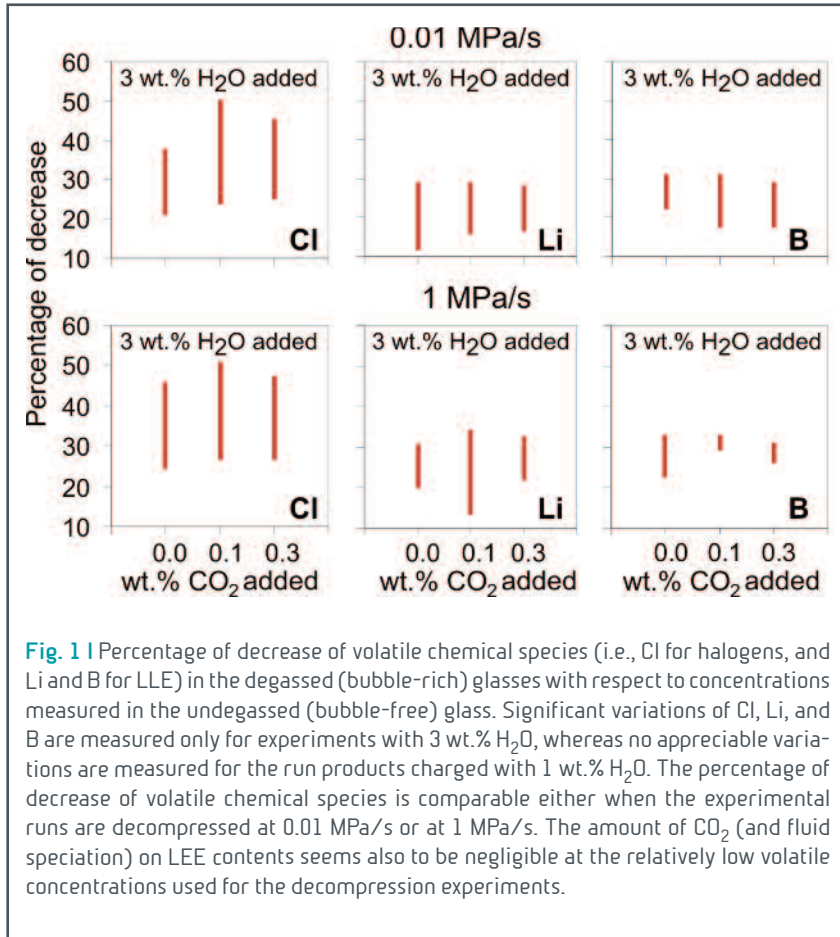 0.01 MPa/s
60
50
40
30
20
10
Percentage of decrease
3 wt.% H₂O added
Cl
3 wt.% H₂O added
Li
3 wt.% H₂O added
B
1 MPa/s
60
50
40
30
20
10
3 wt.% H₂O added
Cl
3 wt.% H₂O added
Li
3 wt.% H₂O added
B
0.0 0.1 0.3
wt.% CO₂ added
0.0 0.1 0.3
wt.% CO₂ added
0.0 0.1 0.3
wt.% CO₂ added
Fig. 1 | Percentage of decrease of volatile chemical species (i.e., Cl for halogens, and
Li and B for LLE) in the degassed (bubble-rich) glasses with respect to concentrations
measured in the undegassed (bubble-free) glass. Significant variations of Cl, Li, and
B are measured only for experiments with 3 wt.% H₂O, whereas no appreciable varia-
tions are measured for the run products charged with 1 wt.% H₂O. The percentage of
decrease of volatile chemical species is comparable either when the experimental
runs are decompressed at 0.01 MPa/s or at 1 MPa/s. The amount of CO₂ (and fluid
speciation) on LEE contents seems also to be negligible at the relatively low volatile
concentrations used for the decompression experiments.